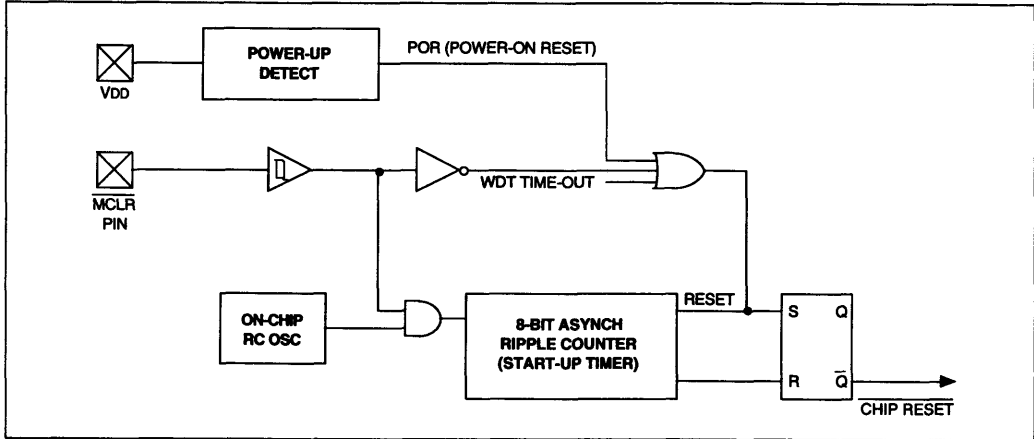 POWER-UP
DETECT
POR (POWER-ON RESET)
VDD
MCLR
PIN
WDT TIME-OUT
ON-CHIP
RC OSC
8-BIT ASYNCH
RIPPLE COUNTER
(START-UP TIMER)
RESET
S Q
R Q̅
CHIP RESET